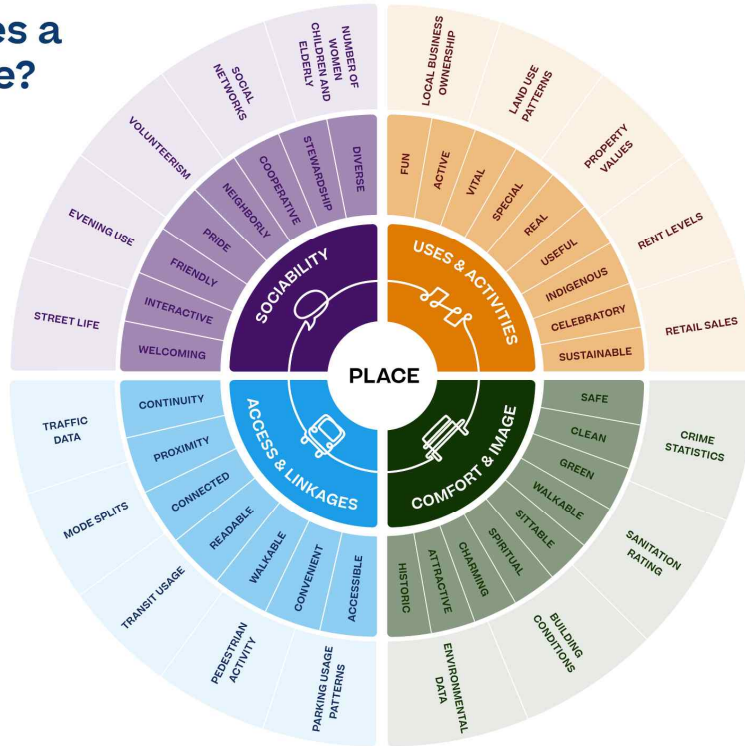 es a
e?
PLACE
SOCIABILITY
USES & ACTIVITIES
COMFORT & IMAGE
ACCESS & LINKAGES
WELCOMING
INTERACTIVE
FRIENDLY
PRIDE
NEIGHBORLY
COOPERATIVE
STEWARDSHIP
DIVERSE
FUN
ACTIVE
VITAL
SPECIAL
REAL
USEFUL
INDIGENOUS
CELEBRATORY
SUSTAINABLE
SAFE
CLEAN
GREEN
WALKABLE
SITTABLE
SPIRITUAL
CHARMING
ATTRACTIVE
HISTORIC
ACCESSIBLE
CONVENIENT
WALKABLE
READABLE
CONNECTED
PROXIMITY
CONTINUITY
STREET LIFE
EVENING USE
VOLUNTEERISM
SOCIAL
NETWORKS
NUMBER OF
WOMEN
CHILDREN AND
ELDERLY
LOCAL BUSINESS
OWNERSHIP
LAND USE
PATTERNS
PROPERTY
VALUES
RENT LEVELS
RETAIL SALES
CRIME
STATISTICS
SANITATION
RATING
BUILDING
CONDITIONS
ENVIRONMENTAL
DATA
PARKING USAGE
PATTERNS
PEDESTRIAN
ACTIVITY
TRANSIT USAGE
MODE SPLITS
TRAFFIC
DATA